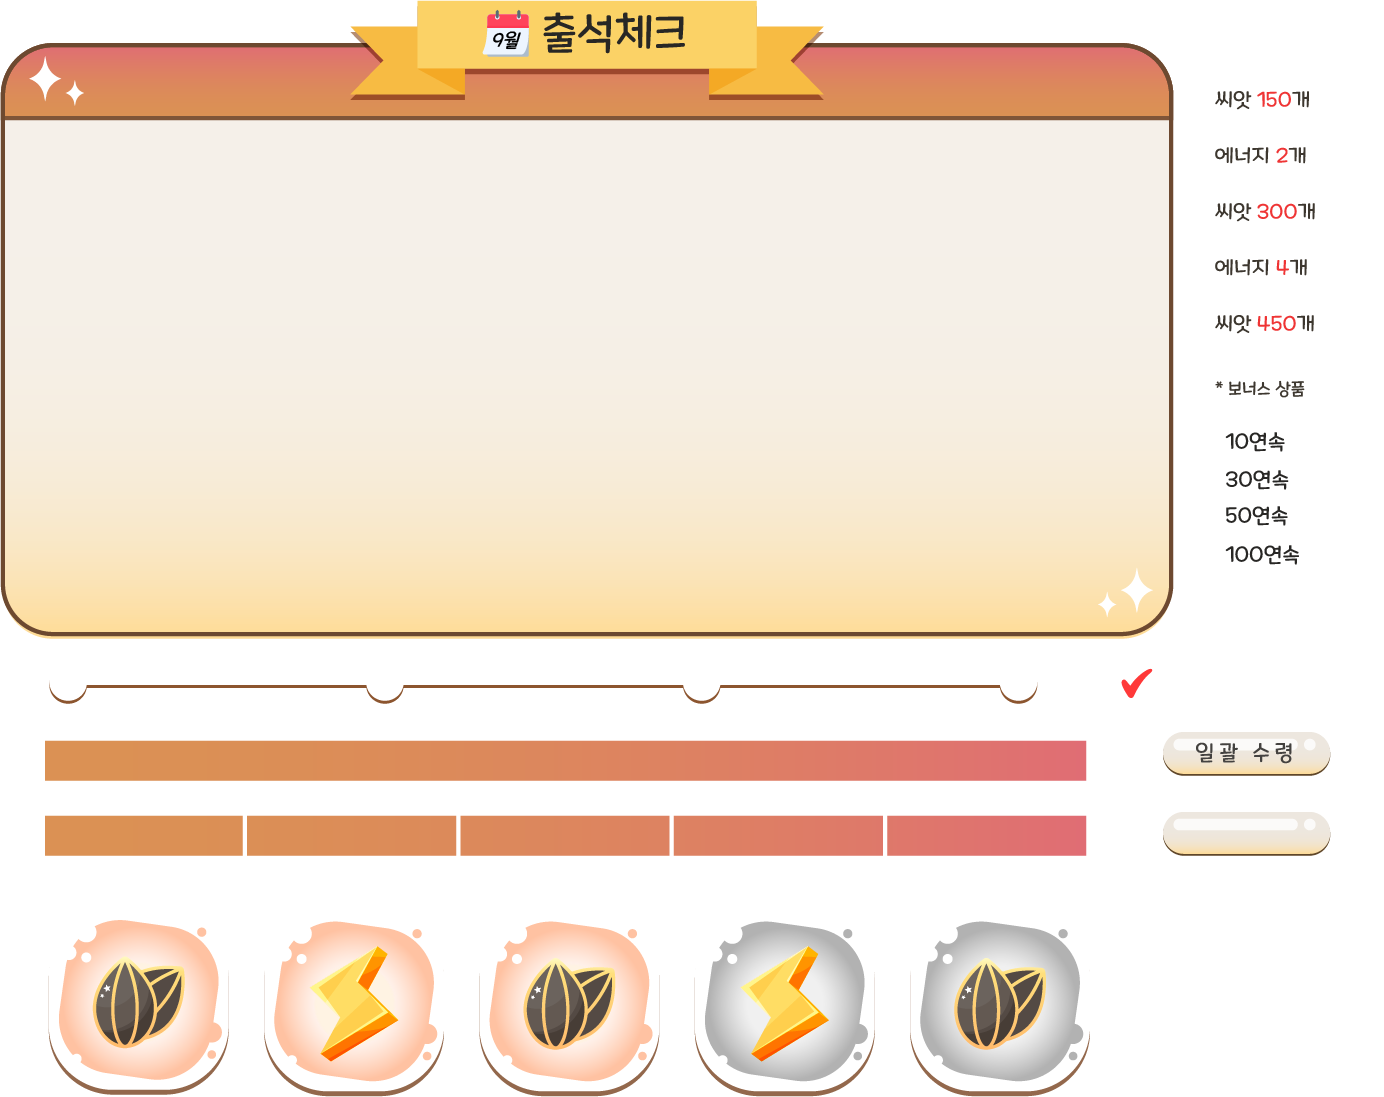 9월 출석체크
씨앗 150개
에너지 2개
씨앗 300개
에너지 4개
씨앗 450개
* 보너스 상품
10연속
30연속
50연속
100연속
일괄 수령